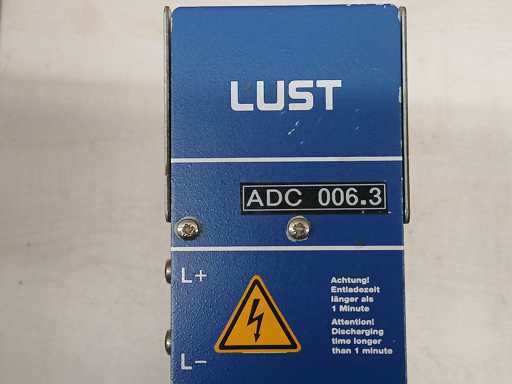 LUST
ADC 006.3
L+
Achtung!
Entladezeit
länger als
1 Minute
Attention!
Discharging
time longer
than 1 minute
L-